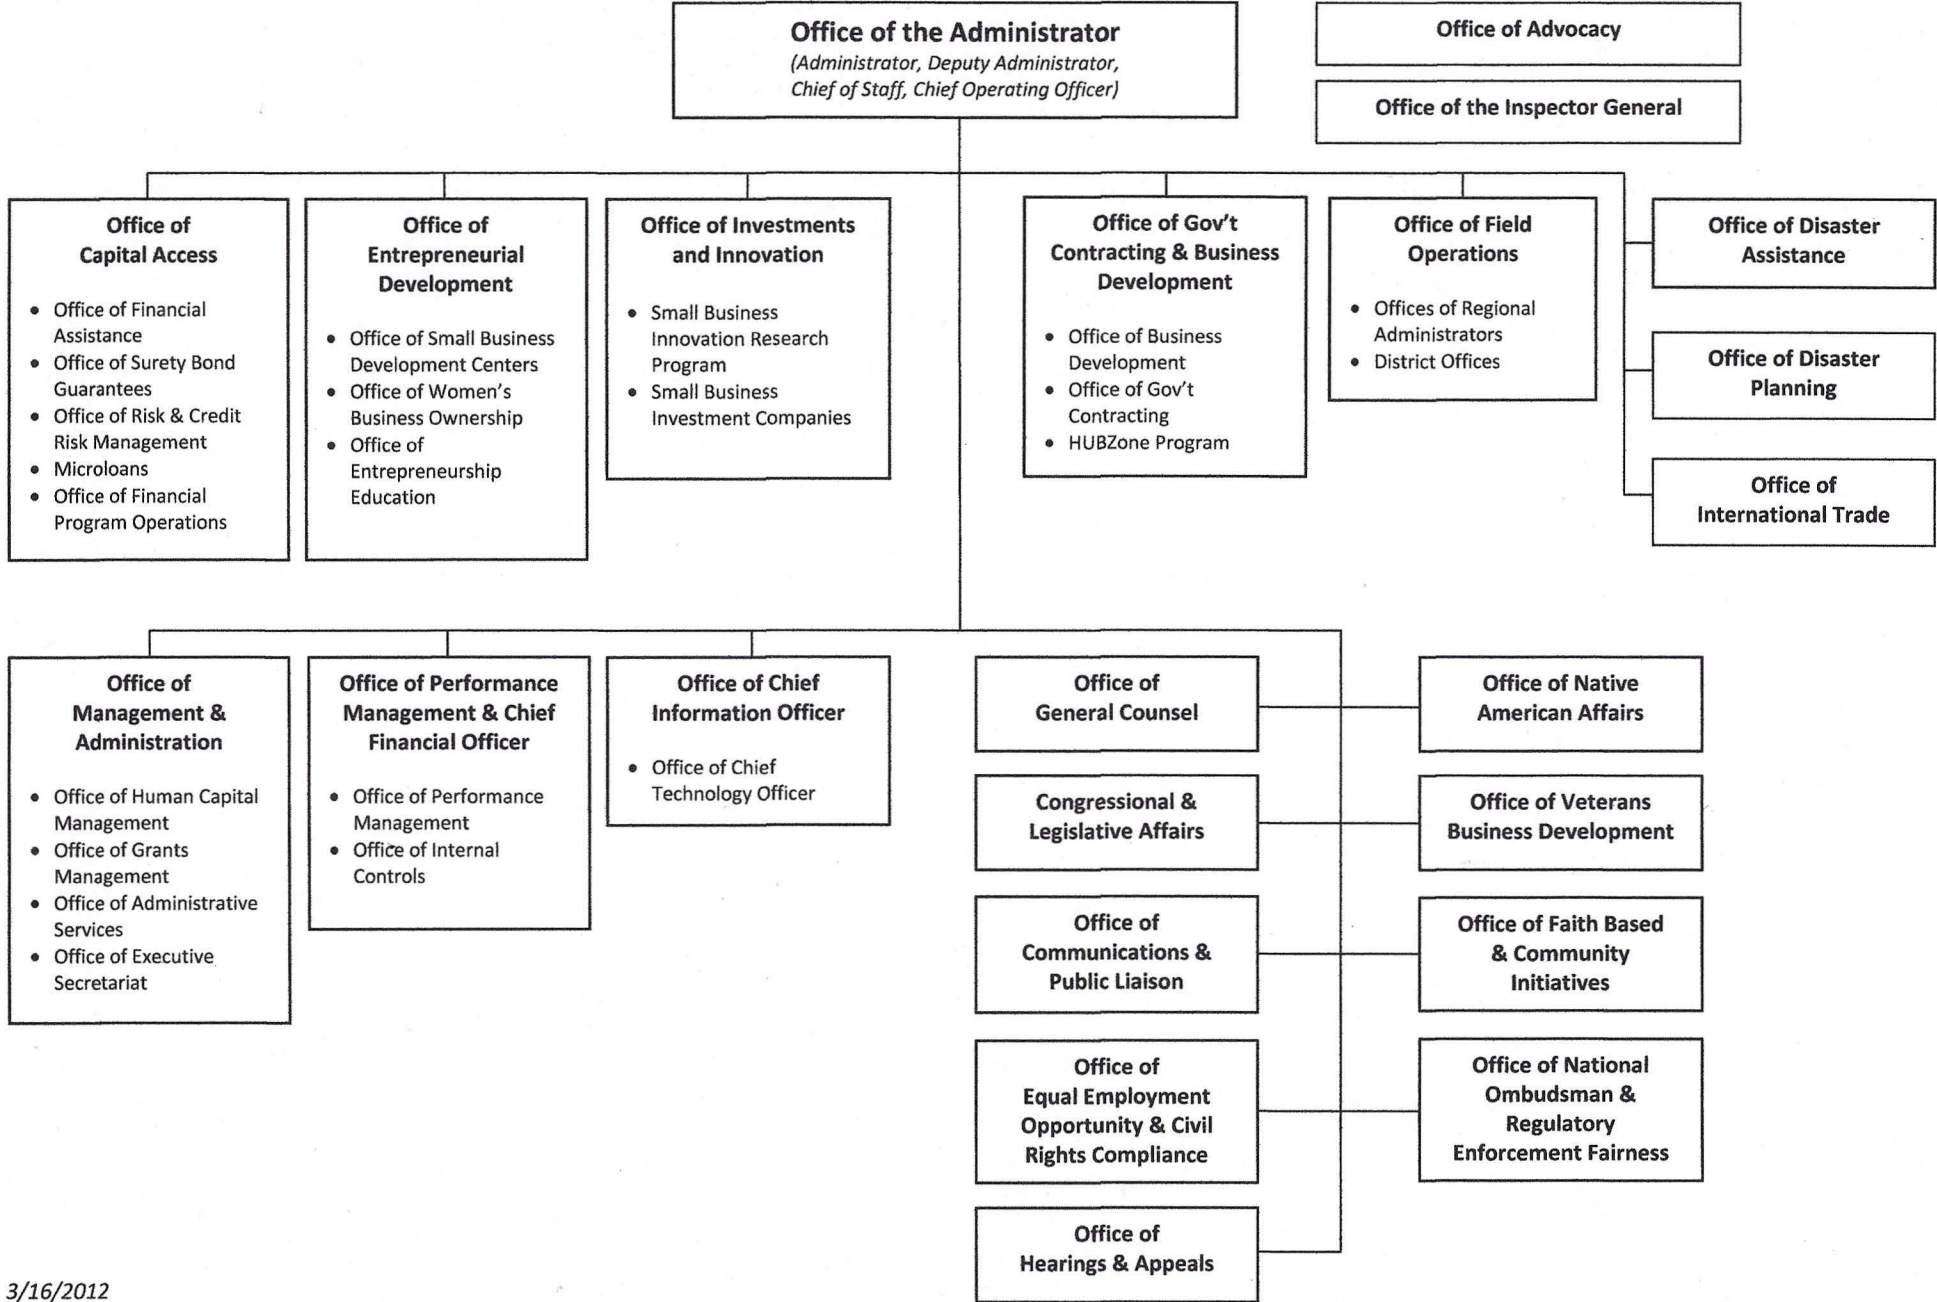 Office of the Administrator
(Administrator, Deputy Administrator,
Chief of Staff, Chief Operating Officer)
Office of Advocacy
Office of the Inspector General
Office of
Capital Access
• Office of Financial
Assistance
• Office of Surety Bond
Guarantees
• Office of Risk & Credit
Risk Management
• Microloans
• Office of Financial
Program Operations
Office of
Entrepreneurial
Development
• Office of Small Business
Development Centers
• Office of Women's
Business Ownership
• Office of
Entrepreneurship
Education
Office of Investments
and Innovation
• Small Business
Innovation Research
Program
• Small Business
Investment Companies
Office of Gov't
Contracting & Business
Development
• Office of Business
Development
• Office of Gov't
Contracting
• HUBZone Program
Office of Field
Operations
• Offices of Regional
Administrators
• District Offices
Office of Disaster
Assistance
Office of Disaster
Planning
Office of
International Trade
Office of
Management &
Administration
• Office of Human Capital
Management
• Office of Grants
Management
• Office of Administrative
Services
• Office of Executive
Secretariat
Office of Performance
Management & Chief
Financial Officer
• Office of Performance
Management
• Office of Internal
Controls
Office of Chief
Information Officer
• Office of Chief
Technology Officer
Office of
General Counsel
Office of Native
American Affairs
Congressional &
Legislative Affairs
Office of Veterans
Business Development
Office of
Communications &
Public Liaison
Office of Faith Based
& Community
Initiatives
Office of
Equal Employment
Opportunity & Civil
Rights Compliance
Office of National
Ombudsman &
Regulatory
Enforcement Fairness
Office of
Hearings & Appeals
3/16/2012